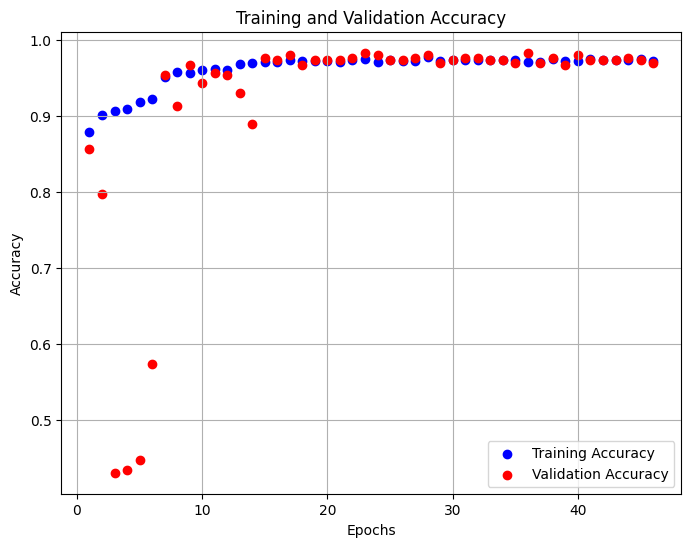 Training and Validation Accuracy
1.0
0.9
0.8
0.7
0.6
0.5
Accuracy
0
10
20
30
40
Epochs
Training Accuracy
Validation Accuracy